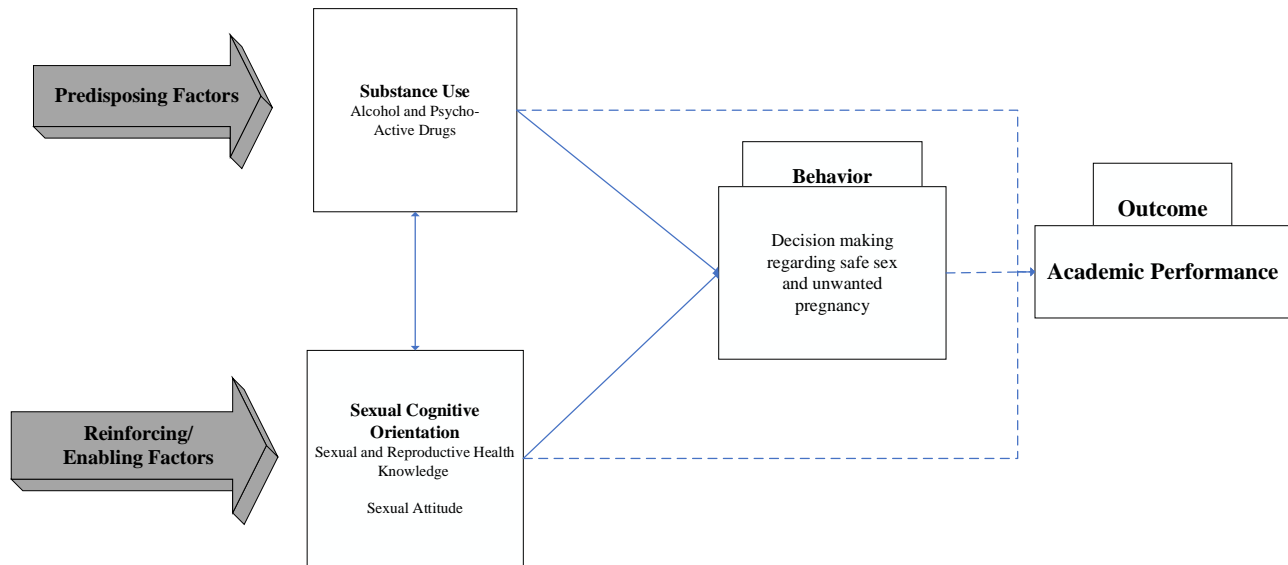 Predisposing Factors
Substance Use
Alcohol and Psycho-
Active Drugs
Behavior
Decision making
regarding safe sex
and unwanted
pregnancy
Outcome
Academic Performance
Reinforcing/
Enabling Factors
Sexual Cognitive
Orientation
Sexual and Reproductive Health
Knowledge
Sexual Attitude